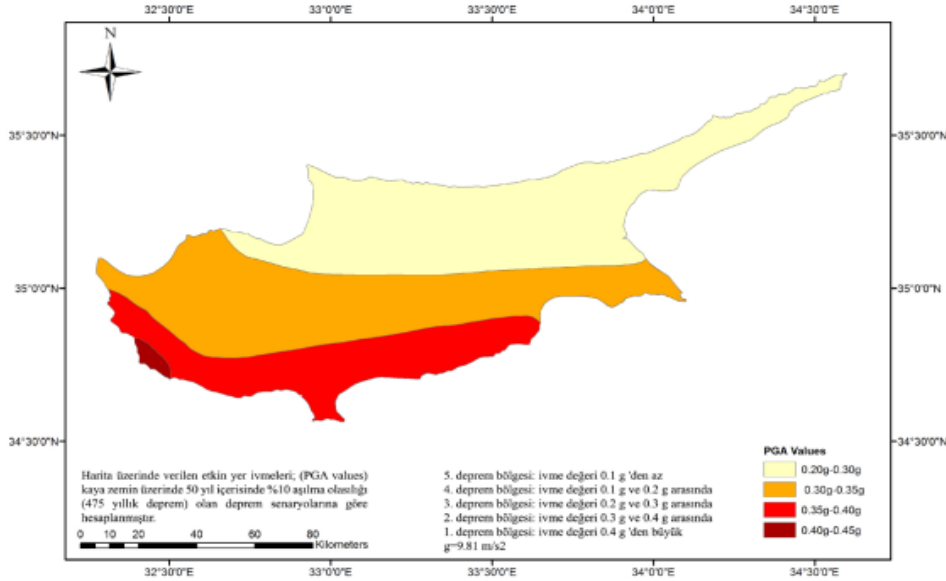 32°30'0"E 33°0'0"E 33°30'0"E 34°0'0"E 34°30'0"E
N
35°30'0"N 35°30'0"N
35°0'0"N 35°0'0"N
34°30'0"N 34°30'0"N
Harita üzerinde verilen etkin yer ivmeleri; (PGA values)
kaya zemin üzerinde 50 yıl içerisinde %10 aşılma olasılığı
(475 yıllık deprem) olan deprem senaryolarına göre
hesaplanmıştır.
0 10 20 40 60 80
Kilometers
5. deprem bölgesi: ivme değeri 0.1 g 'den az
4. deprem bölgesi: ivme değeri 0.1 g ve 0.2 g arasında
3. deprem bölgesi: ivme değeri 0.2 g ve 0.3 g arasında
2. deprem bölgesi: ivme değeri 0.3 g ve 0.4 g arasında
1. deprem bölgesi: ivme değeri 0.4 g 'den büyük
g=9.81 m/s2
PGA Values
0.20g-0.30g
0.30g-0.35g
0.35g-0.40g
0.40g-0.45g
32°30'0"E 33°0'0"E 33°30'0"E 34°0'0"E 34°30'0"E